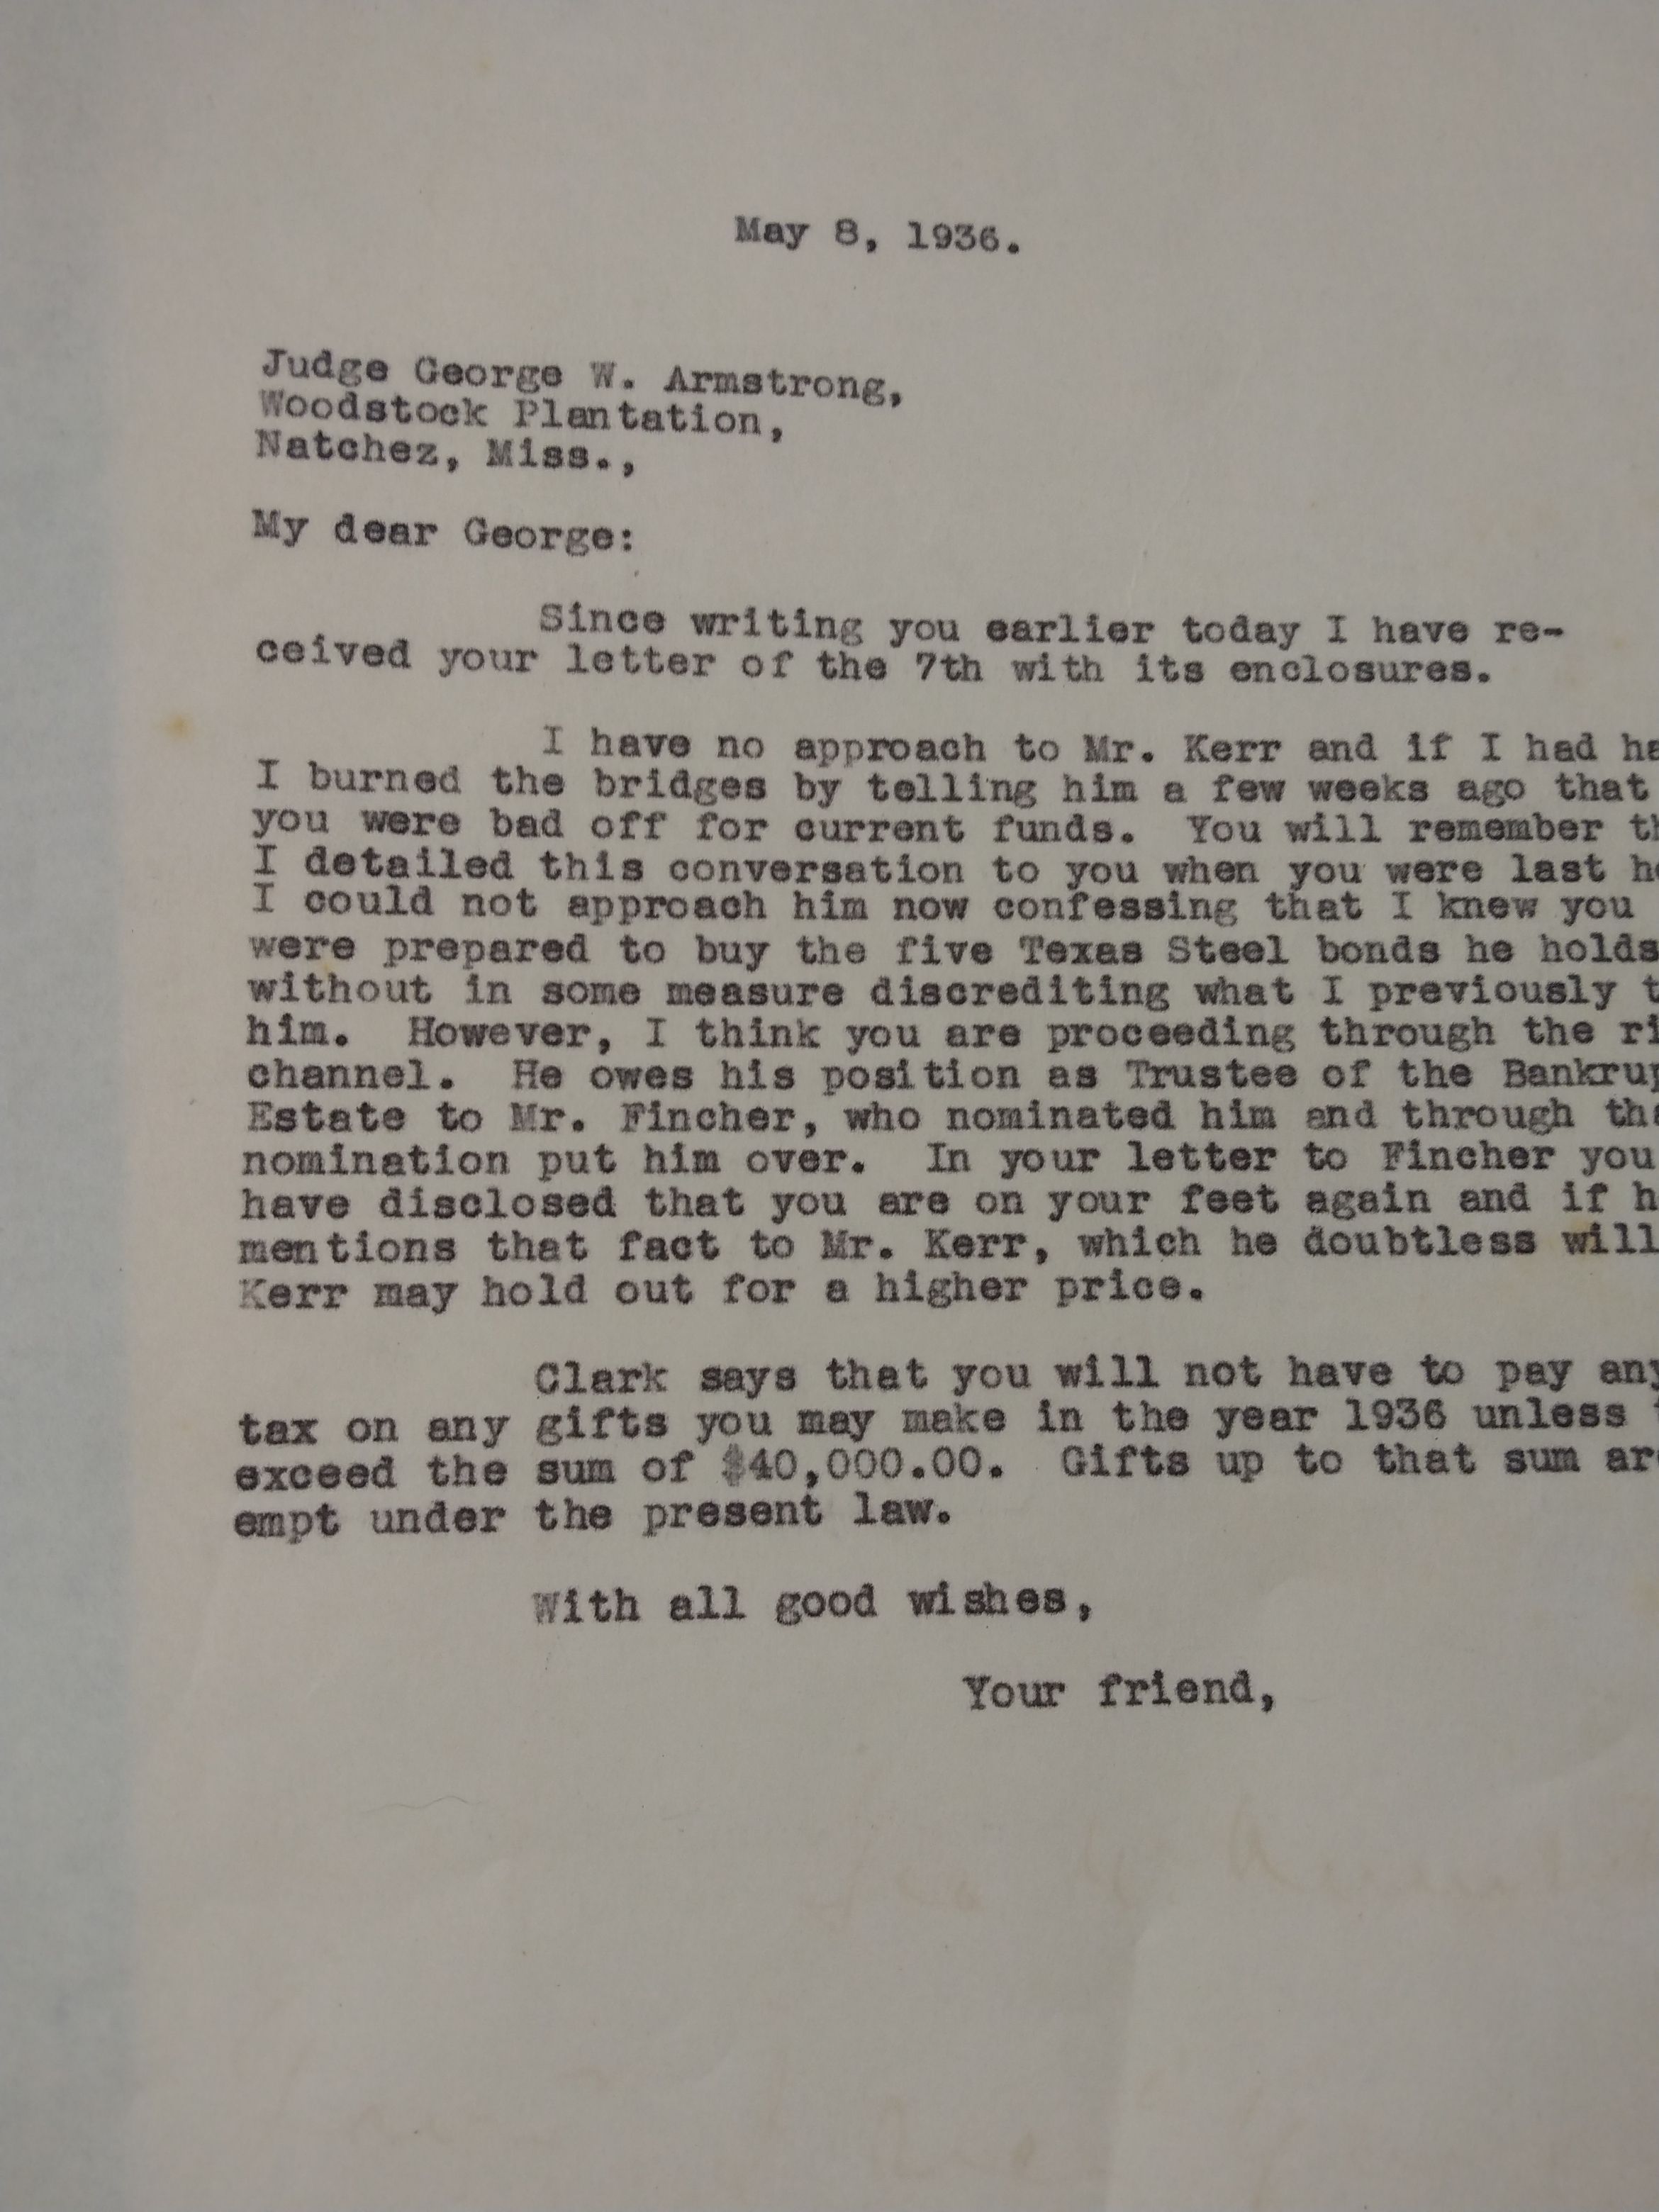 May 8, 1936.
Judge George W. Armstrong,
Woodstock Plantation,
Natchez, Miss.,
My dear George:
Since writing you earlier today I have re-
ceived your letter of the 7th with its enclosures.
I have no approach to Mr. Kerr and if I had
I burned the bridges by telling him a few weeks ago that
you were bad off for current funds. You will remember
I detailed this conversation to you when you were last
I could not approach him now confessing that I knew you
were prepared to buy the five Texas Steel bonds he holds
without in some measure discrediting what I previously
him. However, I think you are proceeding through the
channel. He owes his position as Trustee of the
Estate to Mr. Fincher, who nominated him and through
nomination put him over. In your letter to Fincher you
have disclosed that you are on your feet again and if
mentions that fact to Mr. Kerr, which he doubtless will
Kerr may hold out for a higher price.
Clark says that you will not have to pay any
tax on any gifts you may make in the year 1936 unless
exceed the sum of $40,000.00. Gifts up to that sum
empt under the present law.
With all good wishes,
Your friend,